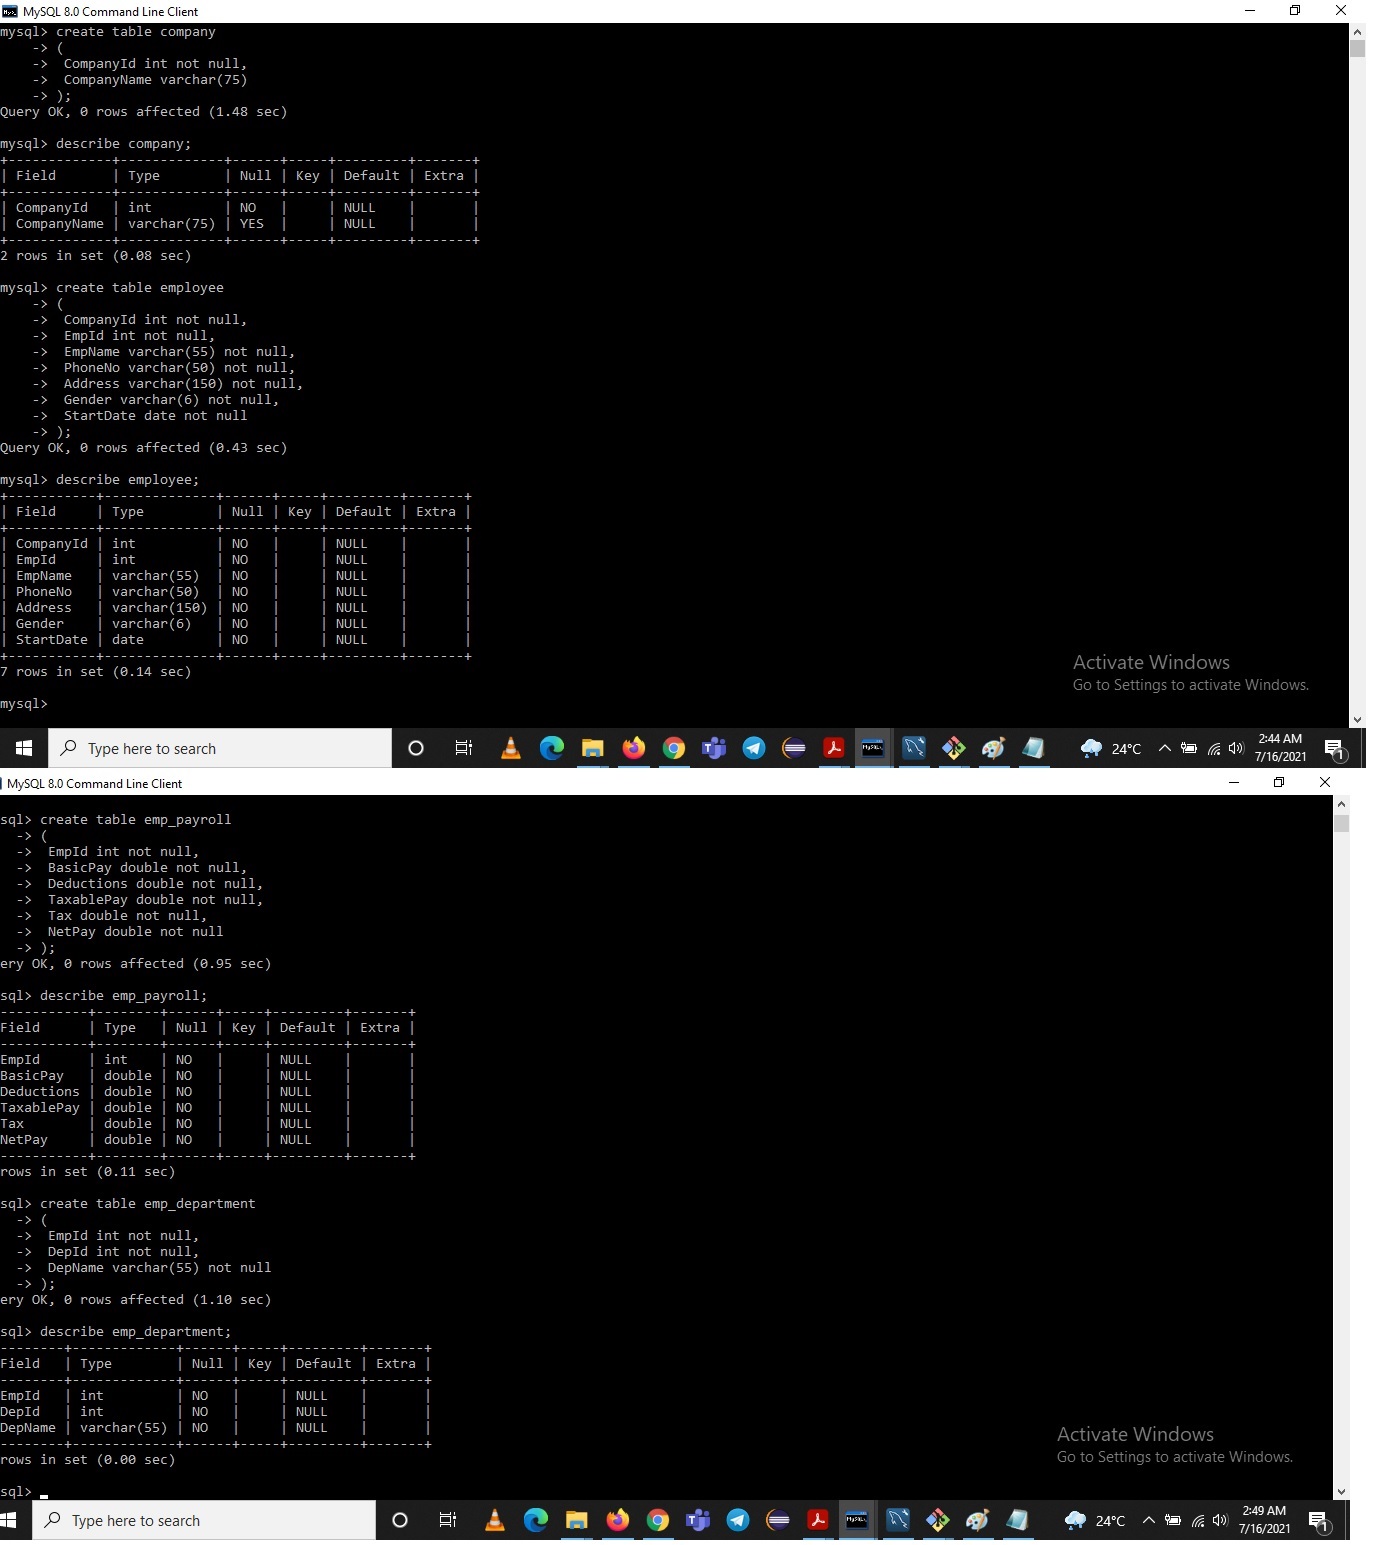 MySQL 8.0 Command Line Client
mysql> create table company
    -> (
    ->  CompanyId int not null,
    ->  CompanyName varchar(75)
    -> );
Query OK, 0 rows affected (1.48 sec)
mysql> describe company;
+-------------+-------------+------+-----+---------+-------+
| Field       | Type        | Null | Key | Default | Extra |
+-------------+-------------+------+-----+---------+-------+
| CompanyId   | int         | NO   |     | NULL    |       |
| CompanyName | varchar(75) | YES  |     | NULL    |       |
+-------------+-------------+------+-----+---------+-------+
2 rows in set (0.08 sec)
mysql> create table employee
    -> (
    ->  CompanyId int not null,
    ->  EmpId int not null,
    ->  EmpName varchar(55) not null,
    ->  PhoneNo varchar(50) not null,
    ->  Address varchar(150) not null,
    ->  Gender varchar(6) not null,
    ->  StartDate date not null
    -> );
Query OK, 0 rows affected (0.43 sec)
mysql> describe employee;
+-----------+--------------+------+-----+---------+-------+
| Field     | Type         | Null | Key | Default | Extra |
+-----------+--------------+------+-----+---------+-------+
| CompanyId | int          | NO   |     | NULL    |       |
| EmpId     | int          | NO   |     | NULL    |       |
| EmpName   | varchar(55)  | NO   |     | NULL    |       |
| PhoneNo   | varchar(50)  | NO   |     | NULL    |       |
| Address   | varchar(150) | NO   |     | NULL    |       |
| Gender    | varchar(6)   | NO   |     | NULL    |       |
| StartDate | date         | NO   |     | NULL    |       |
+-----------+--------------+------+-----+---------+-------+
7 rows in set (0.14 sec)
mysql>
Activate Windows
Go to Settings to activate Windows.
Type here to search
24°C
2:44 AM
7/16/2021
1
MySQL 8.0 Command Line Client
sql> create table emp_payroll
  -> (
  ->  EmpId int not null,
  ->  BasicPay double not null,
  ->  Deductions double not null,
  ->  TaxablePay double not null,
  ->  Tax double not null,
  ->  NetPay double not null
  -> );
ery OK, 0 rows affected (0.95 sec)
sql> describe emp_payroll;
-----------+--------+------+-----+---------+-------+
Field      | Type   | Null | Key | Default | Extra |
-----------+--------+------+-----+---------+-------+
EmpId      | int    | NO   |     | NULL    |       |
BasicPay   | double | NO   |     | NULL    |       |
Deductions | double | NO   |     | NULL    |       |
TaxablePay | double | NO   |     | NULL    |       |
Tax        | double | NO   |     | NULL    |       |
NetPay     | double | NO   |     | NULL    |       |
-----------+--------+------+-----+---------+-------+
rows in set (0.11 sec)
sql> create table emp_department
  -> (
  ->  EmpId int not null,
  ->  DepId int not null,
  ->  DepName varchar(55) not null
  -> );
ery OK, 0 rows affected (1.10 sec)
sql> describe emp_department;
--------+-------------+------+-----+---------+-------+
Field   | Type        | Null | Key | Default | Extra |
--------+-------------+------+-----+---------+-------+
EmpId   | int         | NO   |     | NULL    |       |
DepId   | int         | NO   |     | NULL    |       |
DepName | varchar(55) | NO   |     | NULL    |       |
--------+-------------+------+-----+---------+-------+
rows in set (0.00 sec)
sql> _
Activate Windows
Go to Settings to activate Windows.
Type here to search
24°C
2:49 AM
7/16/2021
1